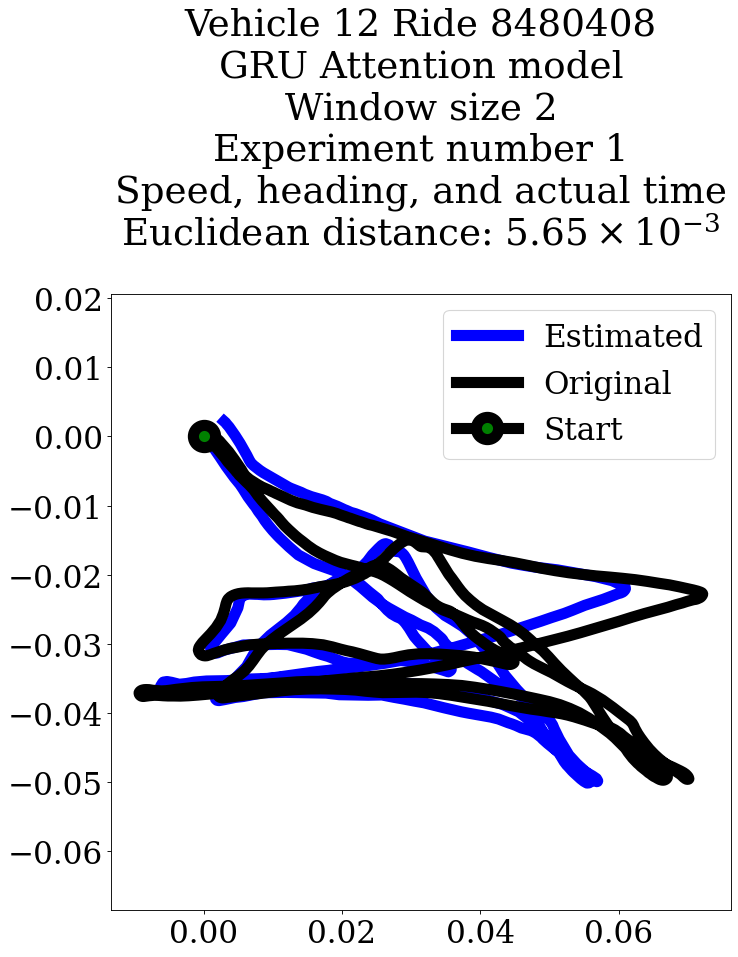 Vehicle 12 Ride 8480408
GRU Attention model
Window size 2
Experiment number 1
Speed, heading, and actual time
Euclidean distance: 5.65 × 10⁻³
Estimated
Original
Start
0.02
0.01
0.00
−0.01
−0.02
−0.03
−0.04
−0.05
−0.06
0.00 0.02 0.04 0.06